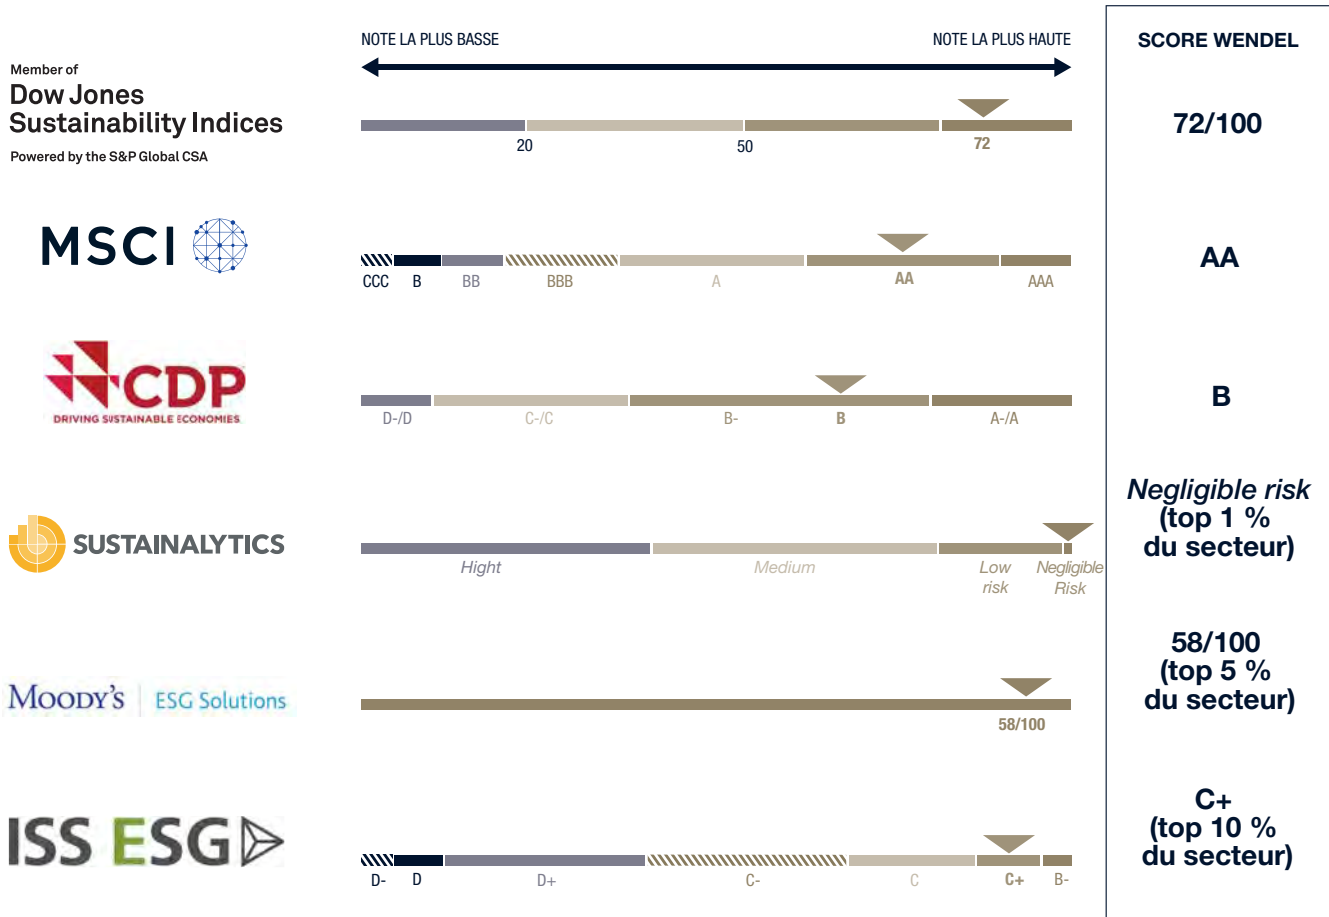 NOTE LA PLUS BASSE
NOTE LA PLUS HAUTE
SCORE WENDEL
Member of
Dow Jones
Sustainability Indices
Powered by the S&P Global CSA
20
50
72
72/100
MSCI
CCC
B
BB
BBB
A
AA
AAA
AA
CDP
DRIVING SUSTAINABLE ECONOMIES
D-/D
C-/C
B-
B
A-/A
B
SUSTAINALYTICS
Hight
Medium
Low
risk
Negligible
Risk
Negligible risk
(top 1 %
du secteur)
MOODY'S
ESG Solutions
58/100
58/100
(top 5 %
du secteur)
ISS ESG
D-
D
D+
C-
C
C+
B-
C+
(top 10 %
du secteur)